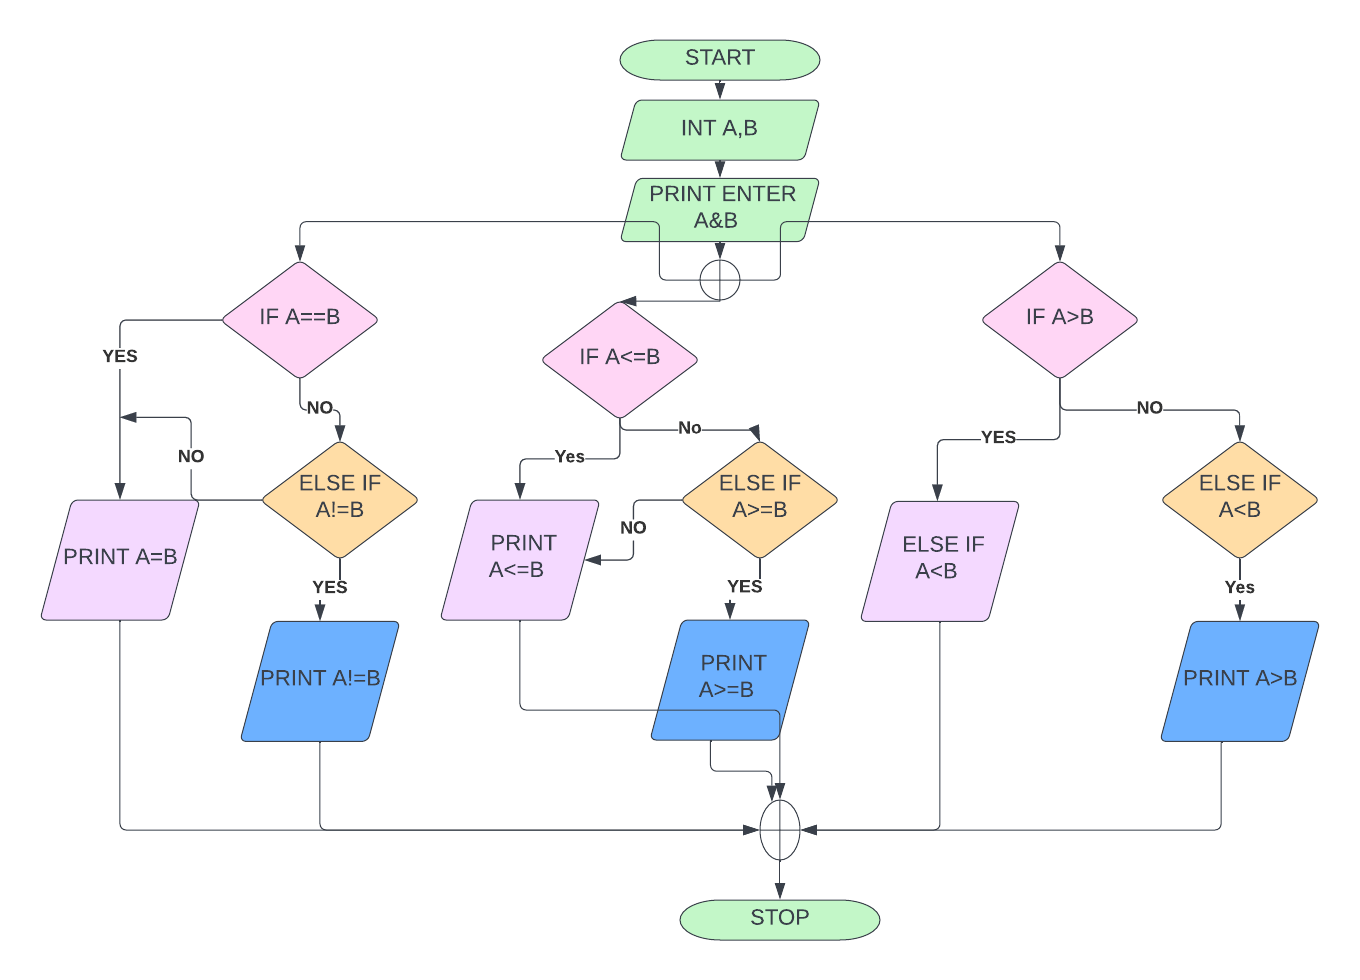 START
INT A,B
PRINT ENTER
A&B
IF A==B
IF A<=B
IF A>B
YES
NO
NO
No
Yes
YES
NO
ELSE IF
A!=B
ELSE IF
A>=B
ELSE IF
A<B
NO
PRINT A=B
PRINT
A<=B
ELSE IF
A<B
YES
YES
Yes
PRINT A!=B
PRINT
A>=B
PRINT A>B
STOP